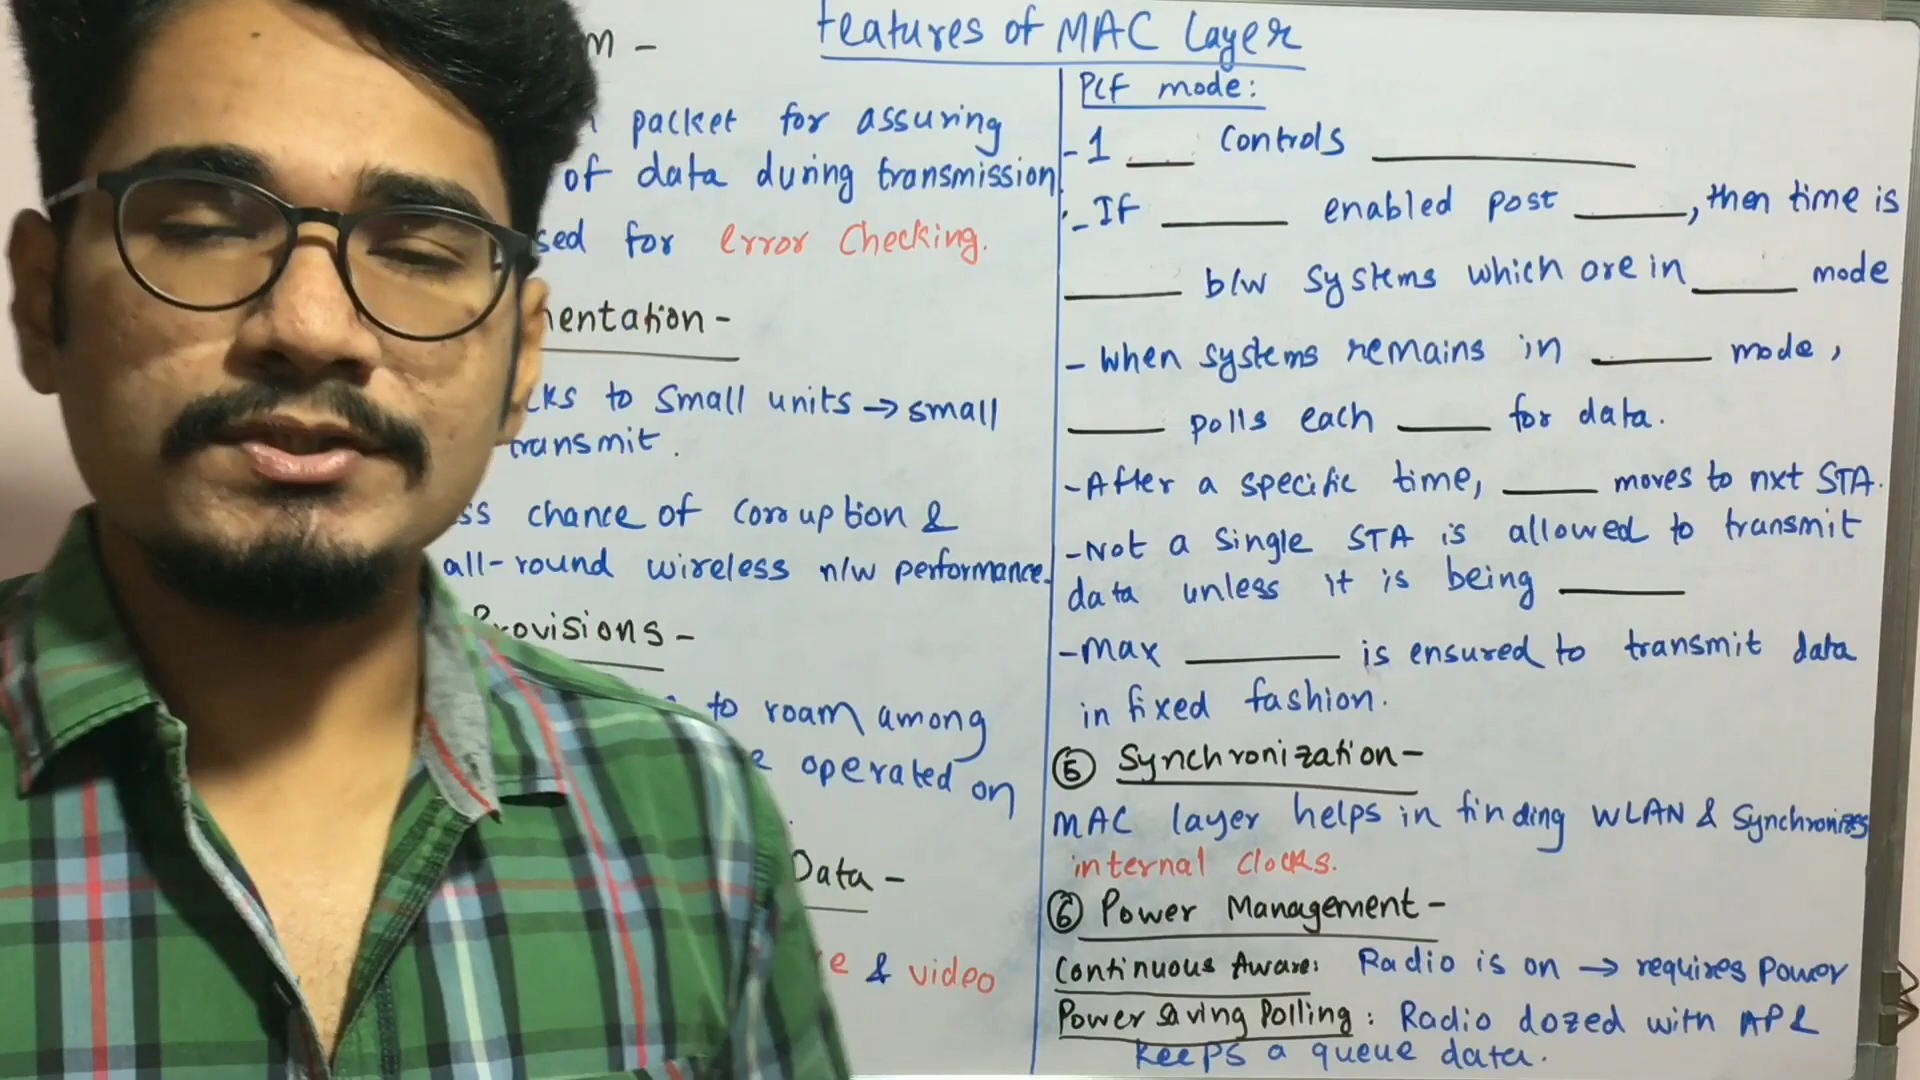 Features of MAC Layer
m -
packet for assuring
of data during transmission
sed for error Checking.
mentation -
cks to small units → small
transmit.
ss chance of corruption &
all-round wireless n/w performance.
Provisions -
to roam among
operated on
Data -
e & video
PCF mode:
- 1 ___ Controls ___
- If ___ enabled post ___, then time is
___ b/w systems which are in ___ mode
- When systems remains in ___ mode,
___ polls each ___ for data.
- After a specific time, ___ moves to nxt STA.
- Not a single STA is allowed to transmit
data unless it is being ___
- Max ___ is ensured to transmit data
in fixed fashion.
⑤ Synchronization -
MAC layer helps in finding WLAN & Synchronizes
internal clocks.
⑥ Power Management -
Continuous Aware: Radio is on → requires power
Power Saving Polling: Radio dozed with AP &
keeps a queue data.